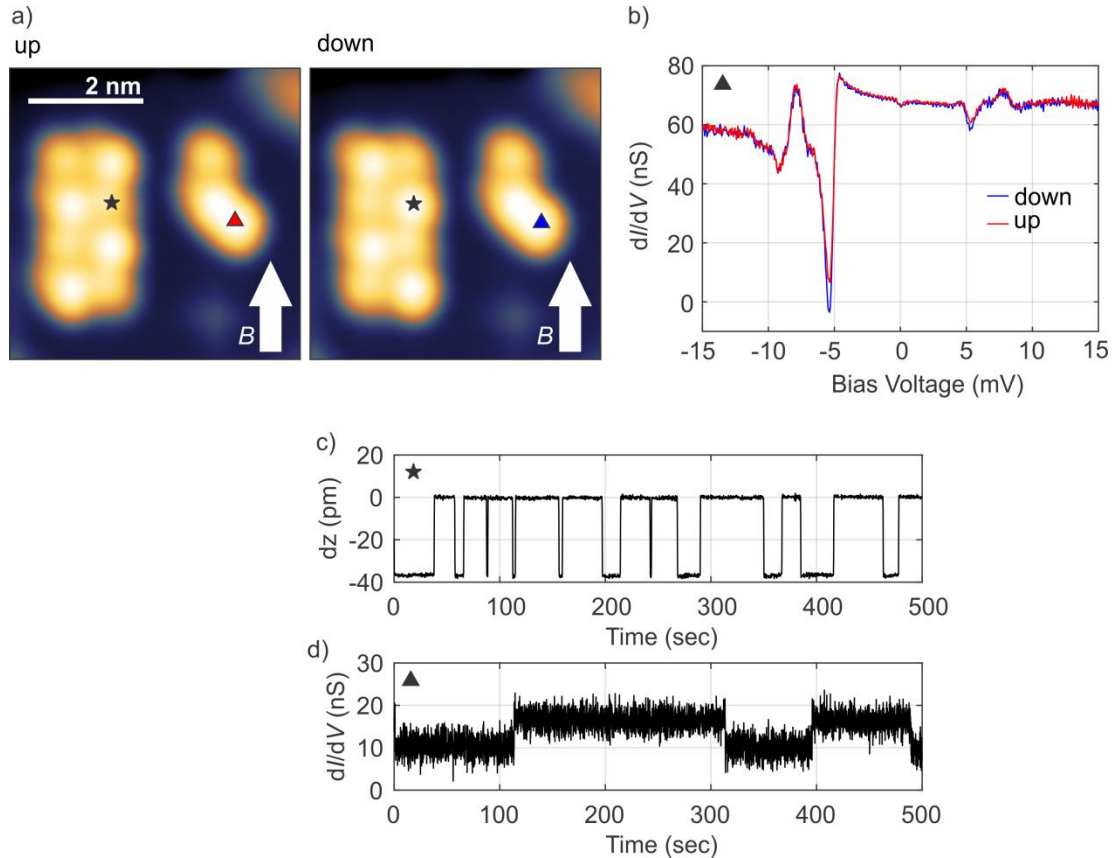 a)
up
down
2 nm
B
B
b)
80
60
40
20
0
dI/dV (nS)
-15
-10
-5
0
5
10
15
Bias Voltage (mV)
down
up
c)
20
0
-20
-40
dz (pm)
0
100
200
300
400
500
Time (sec)
d)
30
20
10
0
dI/dV (nS)
0
100
200
300
400
500
Time (sec)